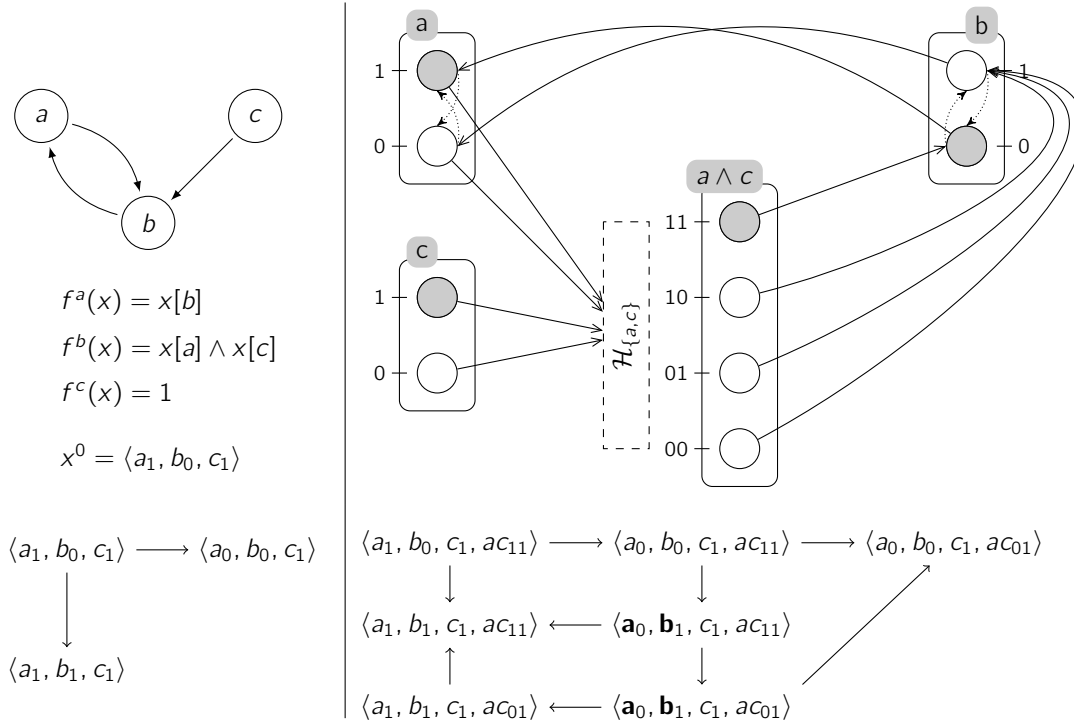 a
c
b
f^a(x) = x[b]
f^b(x) = x[a] ∧ x[c]
f^c(x) = 1
x^0 = ⟨a_1, b_0, c_1⟩
⟨a_1, b_0, c_1⟩ ⟶ ⟨a_0, b_0, c_1⟩
⟨a_1, b_1, c_1⟩
a
1
0
b
1
0
c
1
0
H_{a,c}
a ∧ c
11
10
01
00
⟨a_1, b_0, c_1, ac_11⟩ ⟶ ⟨a_0, b_0, c_1, ac_11⟩ ⟶ ⟨a_0, b_0, c_1, ac_01⟩
⟨a_1, b_1, c_1, ac_11⟩ ⟵ ⟨a_0, b_1, c_1, ac_11⟩
⟨a_1, b_1, c_1, ac_01⟩ ⟵ ⟨a_0, b_1, c_1, ac_01⟩